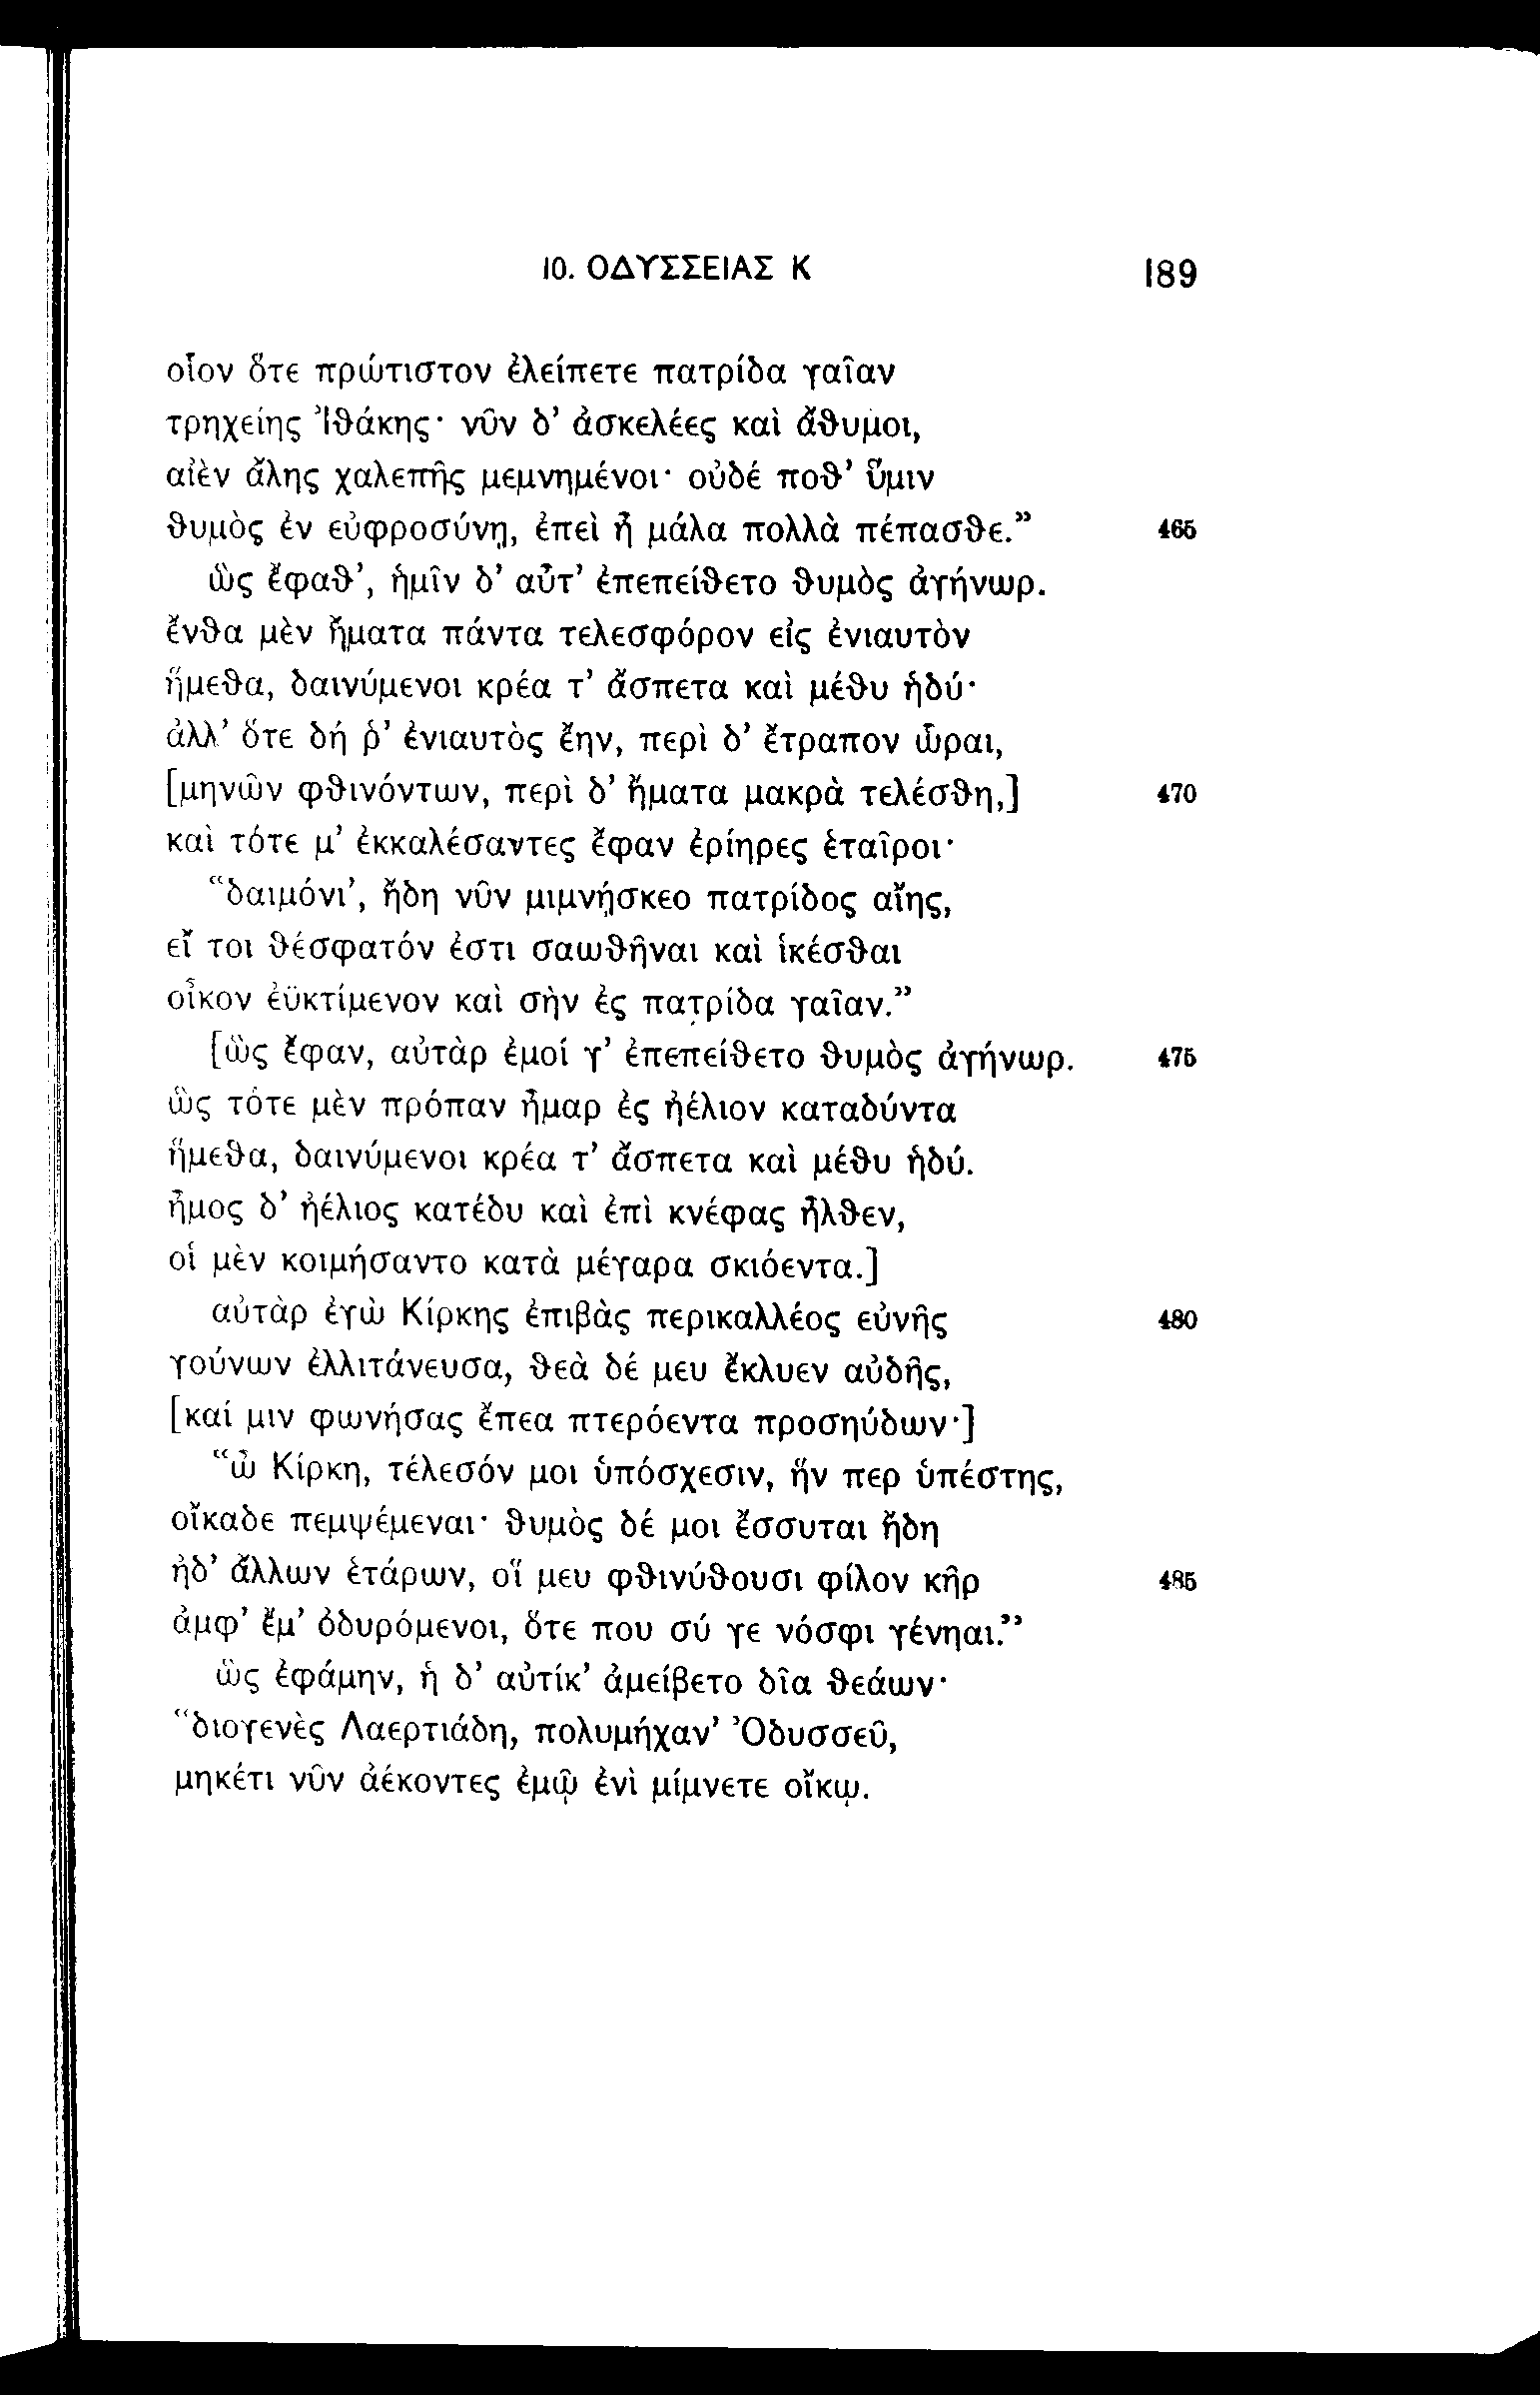 10. ΟΔΥΣΣΕΙΑΣ Κ 189
οἷον ὅτε πρώτιστον ἐλείπετε πατρίδα γαῖαν
τρηχείης Ἰθάκης· νῦν δ’ ἀσκελέες καὶ ἄθυμοι,
αἰὲν ἄλης χαλεπῆς μεμνημένοι· οὐδέ ποθ’ ὕμιν
θυμὸς ἐν εὐφροσύνῃ, ἐπεὶ ἦ μάλα πολλὰ πέπασθε.” 465
ὣς ἔφαθ’, ἡμῖν δ’ αὖτ’ ἐπεπείθετο θυμὸς ἀγήνωρ.
ἔνθα μὲν ἤματα πάντα τελεσφόρον εἰς ἐνιαυτὸν
ἥμεθα, δαινύμενοι κρέα τ’ ἄσπετα καὶ μέθυ ἡδύ·
ἀλλ’ ὅτε δή ῥ’ ἐνιαυτὸς ἔην, περὶ δ’ ἔτραπον ὧραι,
[μηνῶν φθινόντων, περὶ δ’ ἤματα μακρὰ τελέσθη,] 470
καὶ τότε μ’ ἐκκαλέσαντες ἔφαν ἐρίηρες ἑταῖροι·
“δαιμόνι’, ἤδη νῦν μιμνῄσκεο πατρίδος αἴης,
εἴ τοι θέσφατόν ἐστι σαωθῆναι καὶ ἱκέσθαι
οἶκον ἐϋκτίμενον καὶ σὴν ἐς πατρίδα γαῖαν.”
[ὣς ἔφαν, αὐτὰρ ἐμοί γ’ ἐπεπείθετο θυμὸς ἀγήνωρ. 475
ὣς τότε μὲν πρόπαν ἦμαρ ἐς ἠέλιον καταδύντα
ἥμεθα, δαινύμενοι κρέα τ’ ἄσπετα καὶ μέθυ ἡδύ.
ἦμος δ’ ἠέλιος κατέδυ καὶ ἐπὶ κνέφας ἦλθεν,
οἱ μὲν κοιμήσαντο κατὰ μέγαρα σκιόεντα.]
αὐτὰρ ἐγὼ Κίρκης ἐπιβὰς περικαλλέος εὐνῆς 480
γούνων ἐλλιτάνευσα, θεὰ δέ μευ ἔκλυεν αὐδῆς,
[καί μιν φωνήσας ἔπεα πτερόεντα προσηύδων·]
“ὦ Κίρκη, τέλεσόν μοι ὑπόσχεσιν, ἥν περ ὑπέστης,
οἴκαδε πεμψέμεναι· θυμὸς δέ μοι ἔσσυται ἤδη
ἠδ’ ἄλλων ἑτάρων, οἵ μευ φθινύθουσι φίλον κῆρ 485
ἀμφ’ ἔμ’ ὀδυρόμενοι, ὅτε που σύ γε νόσφι γένηαι.”
ὣς ἐφάμην, ἡ δ’ αὐτίκ’ ἀμείβετο δῖα θεάων·
“διογενὲς Λαερτιάδη, πολυμήχαν’ Ὀδυσσεῦ,
μηκέτι νῦν ἀέκοντες ἐμῷ ἐνὶ μίμνετε οἴκῳ.